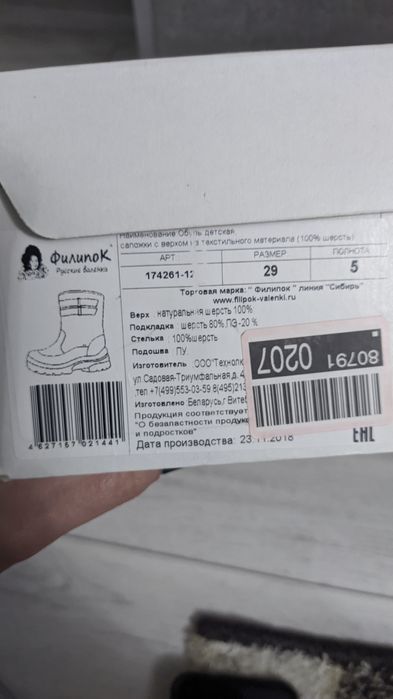 Филипок
Русские валенки
Наименование Обувь детская
сапожки с верхом из текстильного материала (100% шерсть)
АРТ РАЗМЕР ПОЛНОТА
174261-12 29 5
Торговая марка: " Филипок " линия "Сибирь"
www.filipok-valenki.ru
Верх натуральная шерсть 100%
Подкладка шерсть 80%,ПЭ-20 %
Стелька 100%шерсть
Подошва ПУ
Изготовитель ООО"Технопк
ул.Садовая-Триумфальная д. 4
,тел +7(499)553-03-59 8(495)213
Изготовлено Беларусь,г Витеб
Продукция соответствует
"О безапастности продук
и подростков"
Дата производства: 23.11.2018
EAC
4627167021441
80791
0207